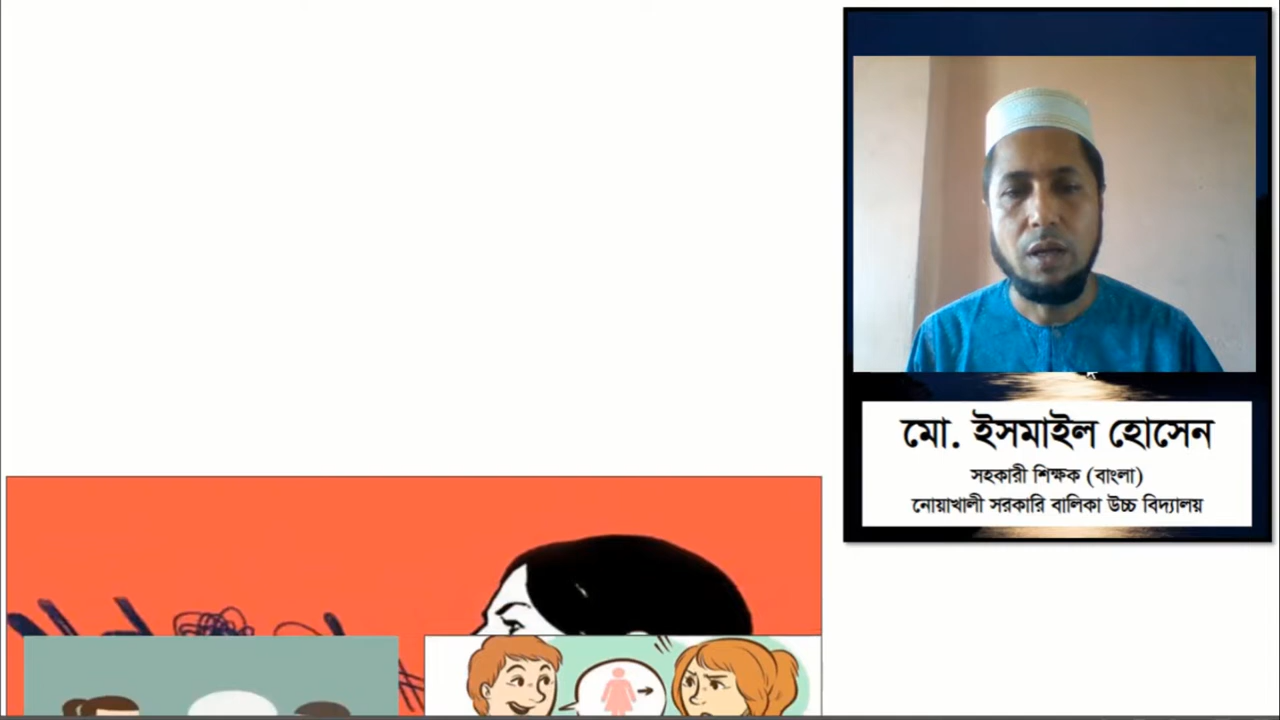 মো. ইসমাইল হোসেন
সহকারী শিক্ষক (বাংলা)
নোয়াখালী সরকারি বালিকা উচ্চ বিদ্যালয়